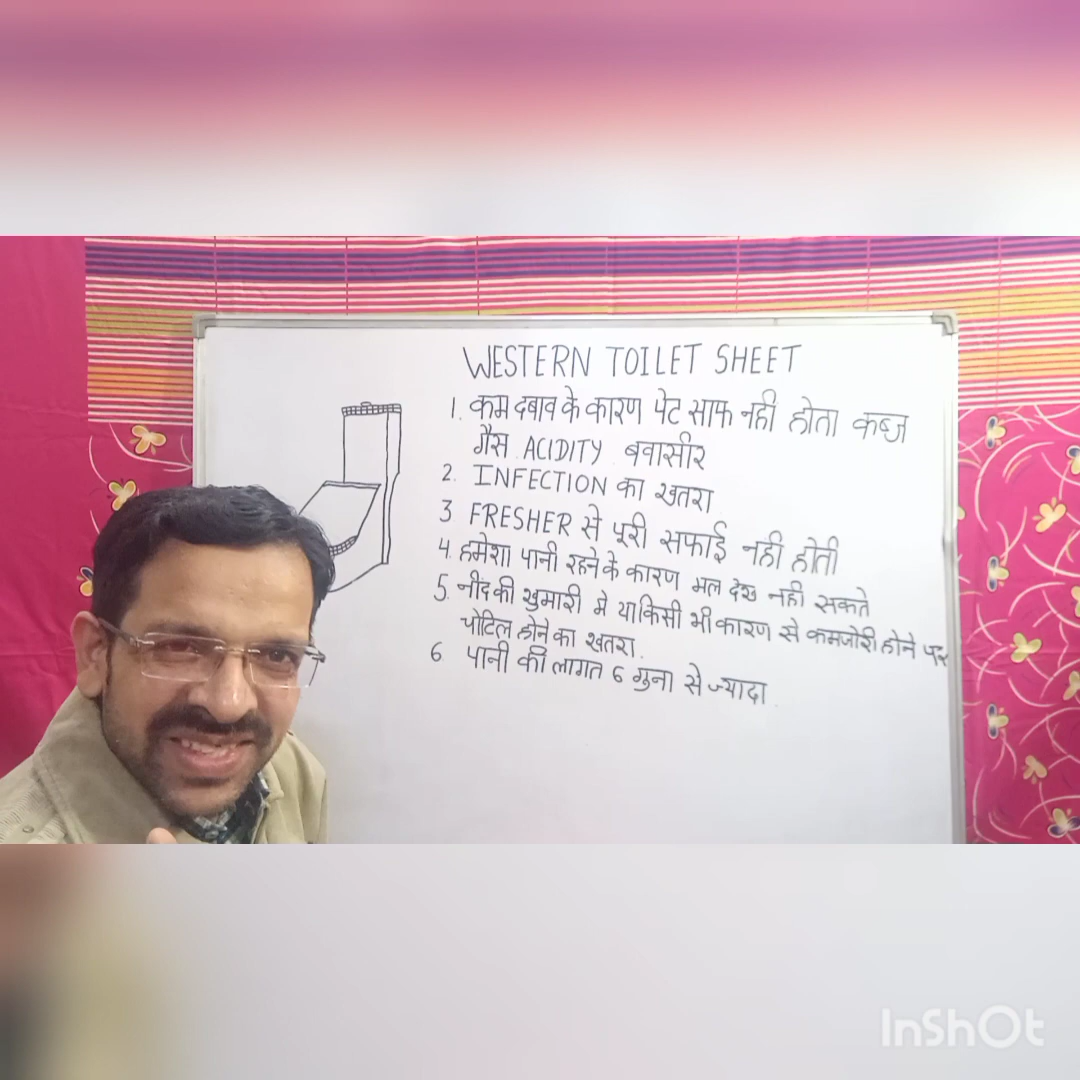 WESTERN TOILET SHEET
1. कम दबाव के कारण पेट साफ नही होता कब्ज
गैस ACIDITY बवासीर
2. INFECTION का खतरा
3 FRESHER से पूरी सफाई नही होती
4. हमेशा पानी रहने के कारण मल देख नही सकते
5. नीद की खुमारी मे या किसी भी कारण से कमजोरी होने पर
चोटिल होने का खतरा.
6 पानी की लागत 6 गुना से ज्यादा.
InShOt